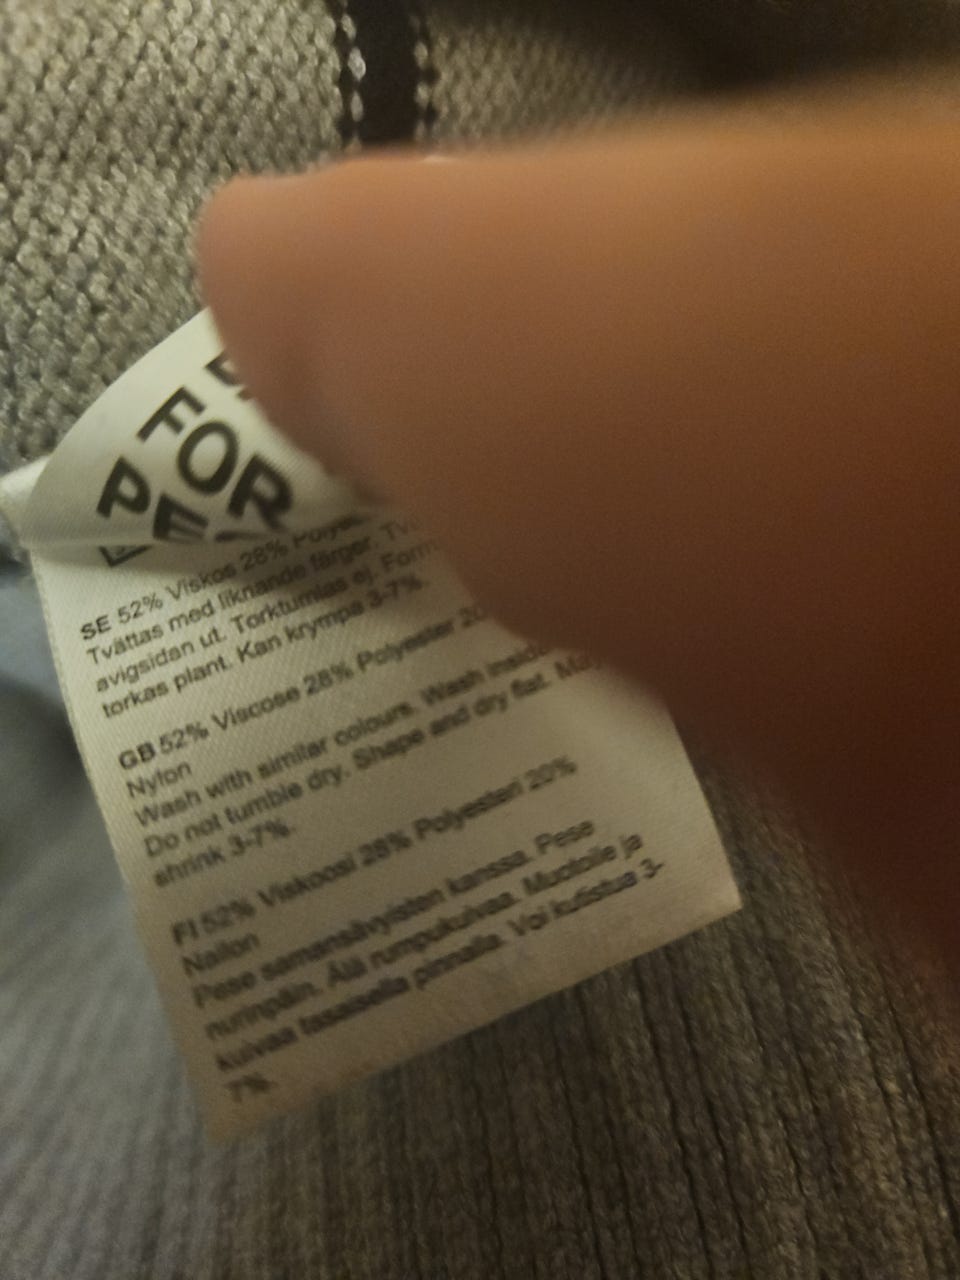 FOR
SE 52% Viskos 28%
Tvättas med liknande färger.
avigsidan ut. Torktumlas ej.
torkas plant. Kan krympa 3-7%.
GB 52% Viscose 28% Polyester
Nylon
Wash with similar colours. Wash inside
Do not tumble dry. Shape and dry flat.
shrink 3-7%.
FI 52% Viskoosi 28% Polyesteri 20%
Nailon
Pese samansävyisten kanssa. Pese
nurinpäin. Älä rumpukuivaa. Muotoile ja
kuivaa tasaisella pinnalla. Voi kutistua 3-
7%.